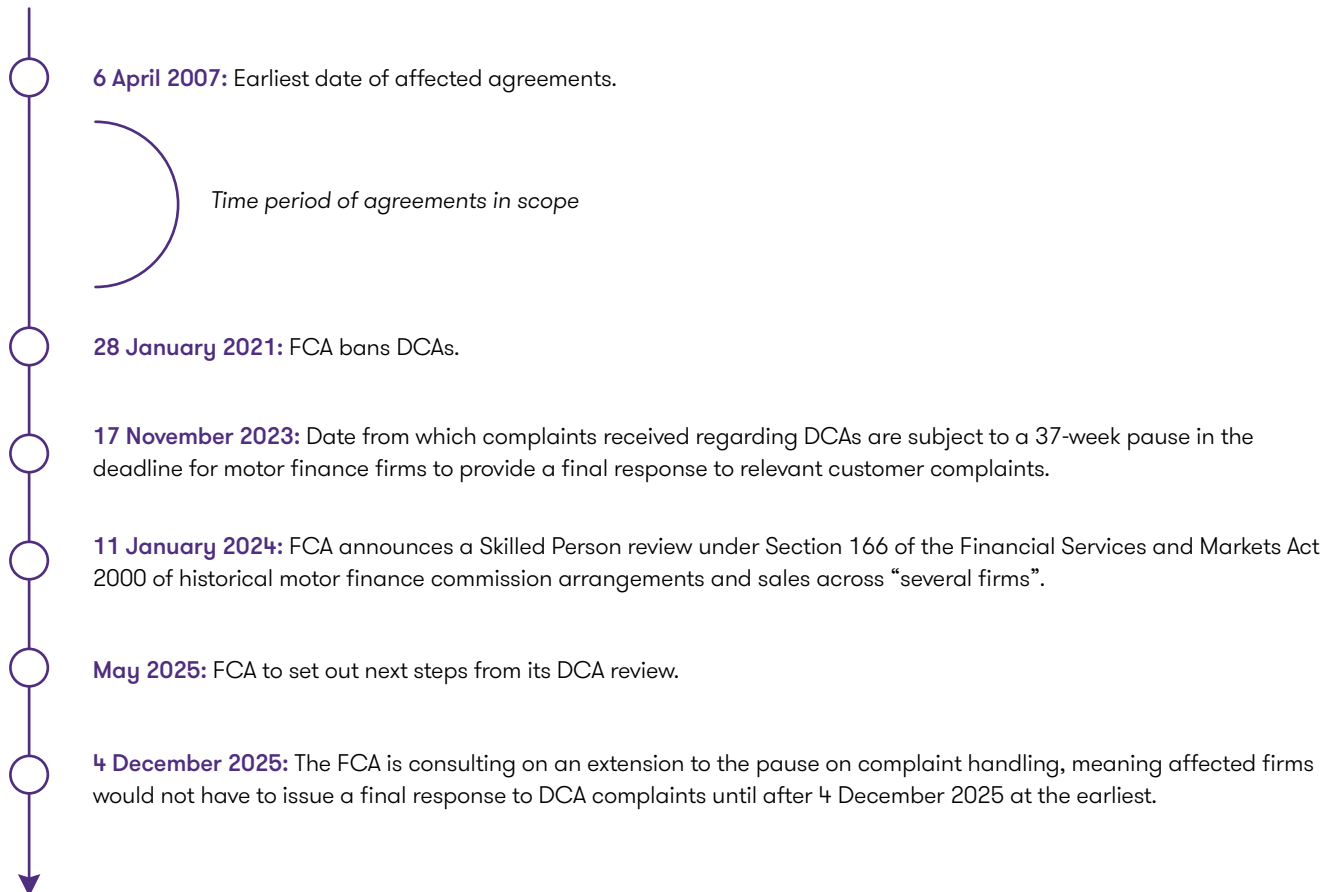 6 April 2007: Earliest date of affected agreements.
Time period of agreements in scope
28 January 2021: FCA bans DCAs.
17 November 2023: Date from which complaints received regarding DCAs are subject to a 37-week pause in the
deadline for motor finance firms to provide a final response to relevant customer complaints.
11 January 2024: FCA announces a Skilled Person review under Section 166 of the Financial Services and Markets Act
2000 of historical motor finance commission arrangements and sales across “several firms”.
May 2025: FCA to set out next steps from its DCA review.
4 December 2025: The FCA is consulting on an extension to the pause on complaint handling, meaning affected firms
would not have to issue a final response to DCA complaints until after 4 December 2025 at the earliest.